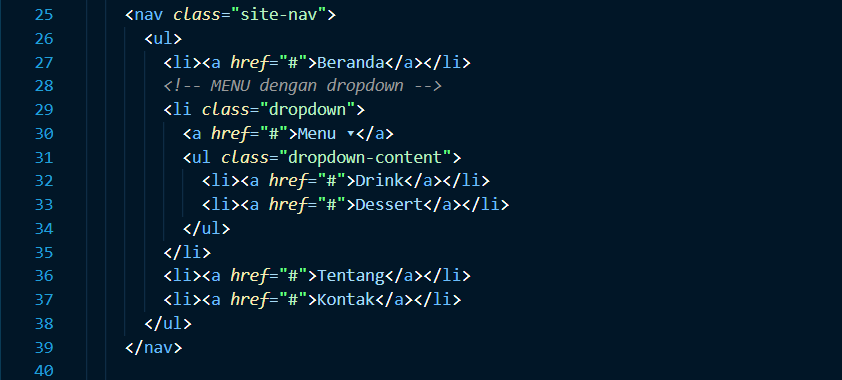 25 <nav class="site-nav">
26 <ul>
27 <li><a href="#">Beranda</a></li>
28 <!-- MENU dengan dropdown -->
29 <li class="dropdown">
30 <a href="#">Menu ▾</a>
31 <ul class="dropdown-content">
32 <li><a href="#">Drink</a></li>
33 <li><a href="#">Dessert</a></li>
34 </ul>
35 </li>
36 <li><a href="#">Tentang</a></li>
37 <li><a href="#">Kontak</a></li>
38 </ul>
39 </nav>
40